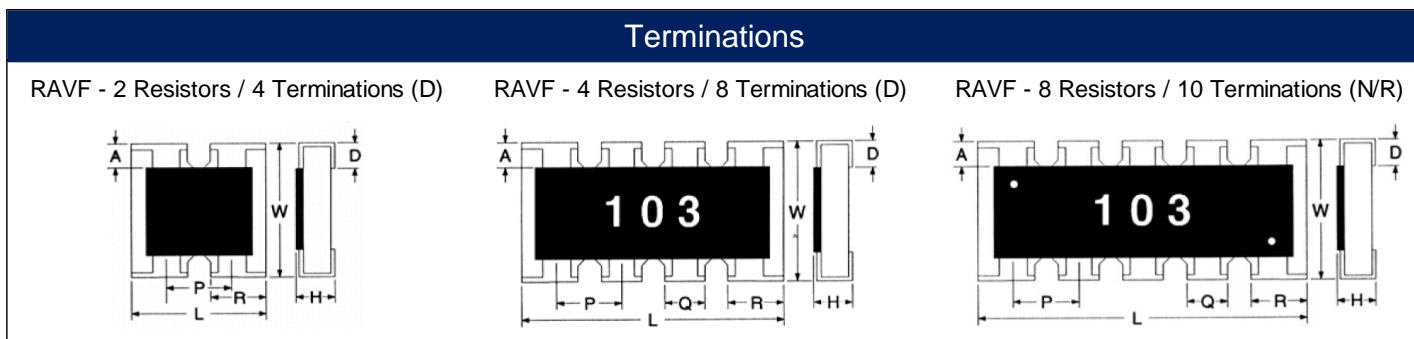 Terminations
RAVF - 2 Resistors / 4 Terminations (D)
RAVF - 4 Resistors / 8 Terminations (D)
RAVF - 8 Resistors / 10 Terminations (N/R)
A
D
W
P
R
H
L
A
D
103
W
P
Q
R
H
L
A
D
103
W
P
Q
R
H
L